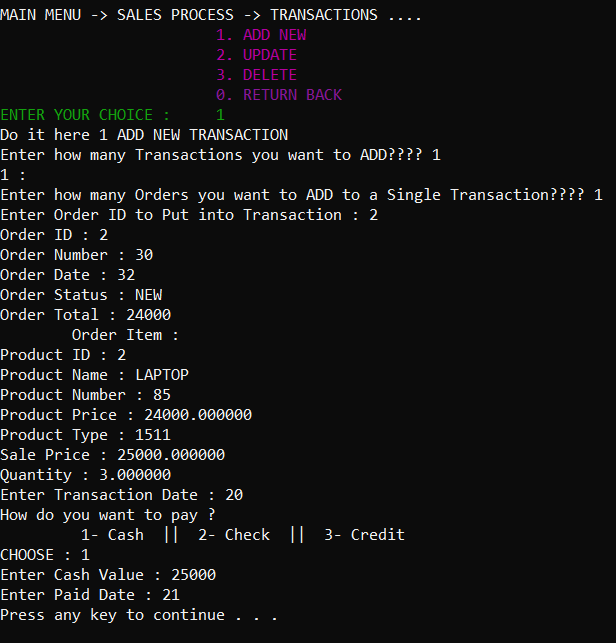 MAIN MENU -> SALES PROCESS -> TRANSACTIONS ....
1. ADD NEW
2. UPDATE
3. DELETE
0. RETURN BACK
ENTER YOUR CHOICE :     1
Do it here 1 ADD NEW TRANSACTION
Enter how many Transactions you want to ADD???? 1
1 :
Enter how many Orders you want to ADD to a Single Transaction???? 1
Enter Order ID to Put into Transaction : 2
Order ID : 2
Order Number : 30
Order Date : 32
Order Status : NEW
Order Total : 24000
Order Item :
Product ID : 2
Product Name : LAPTOP
Product Number : 85
Product Price : 24000.000000
Product Type : 1511
Sale Price : 25000.000000
Quantity : 3.000000
Enter Transaction Date : 20
How do you want to pay ?
1- Cash  ||  2- Check  ||  3- Credit
CHOOSE : 1
Enter Cash Value : 25000
Enter Paid Date : 21
Press any key to continue . . .